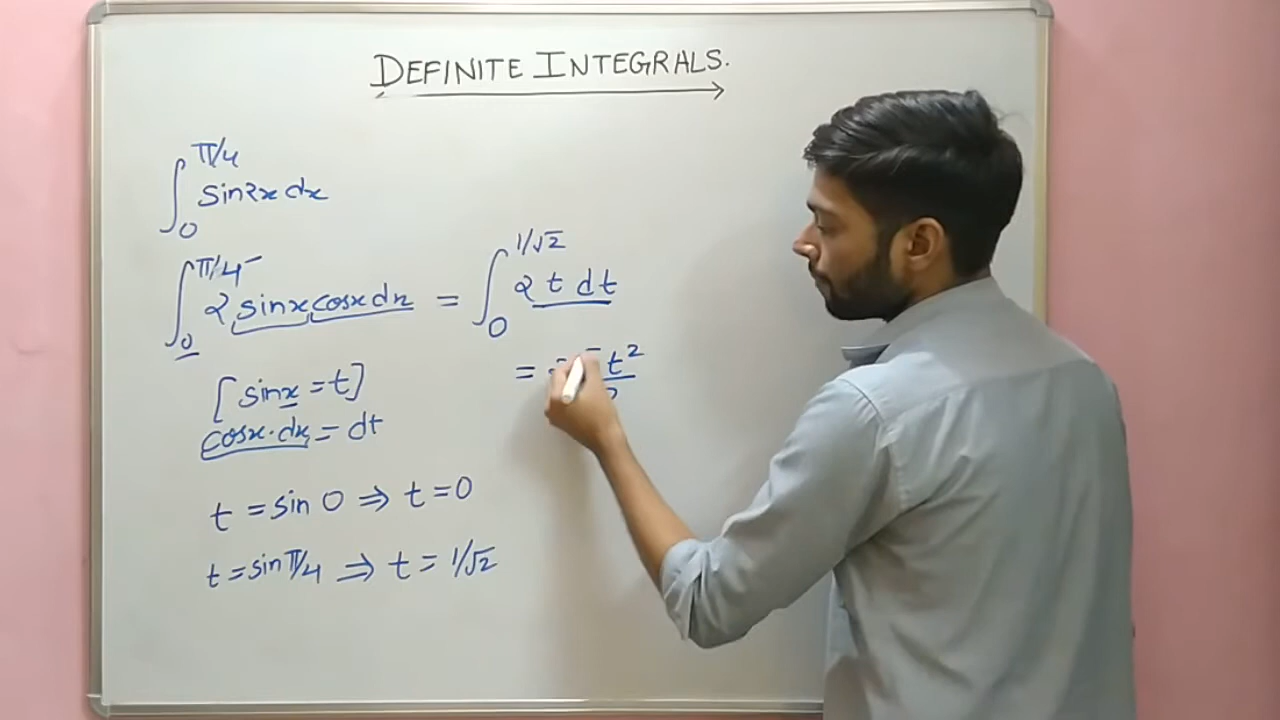 DEFINITE INTEGRALS.
∫₀^π/4 sin2x dx
∫₀^π/4 2 sinx cosx dx = ∫₀^1/√2 2 t dt
= t²
[sinx = t]
cosx · dx = dt
t = sin 0 ⇒ t = 0
t = sin π/4 ⇒ t = 1/√2